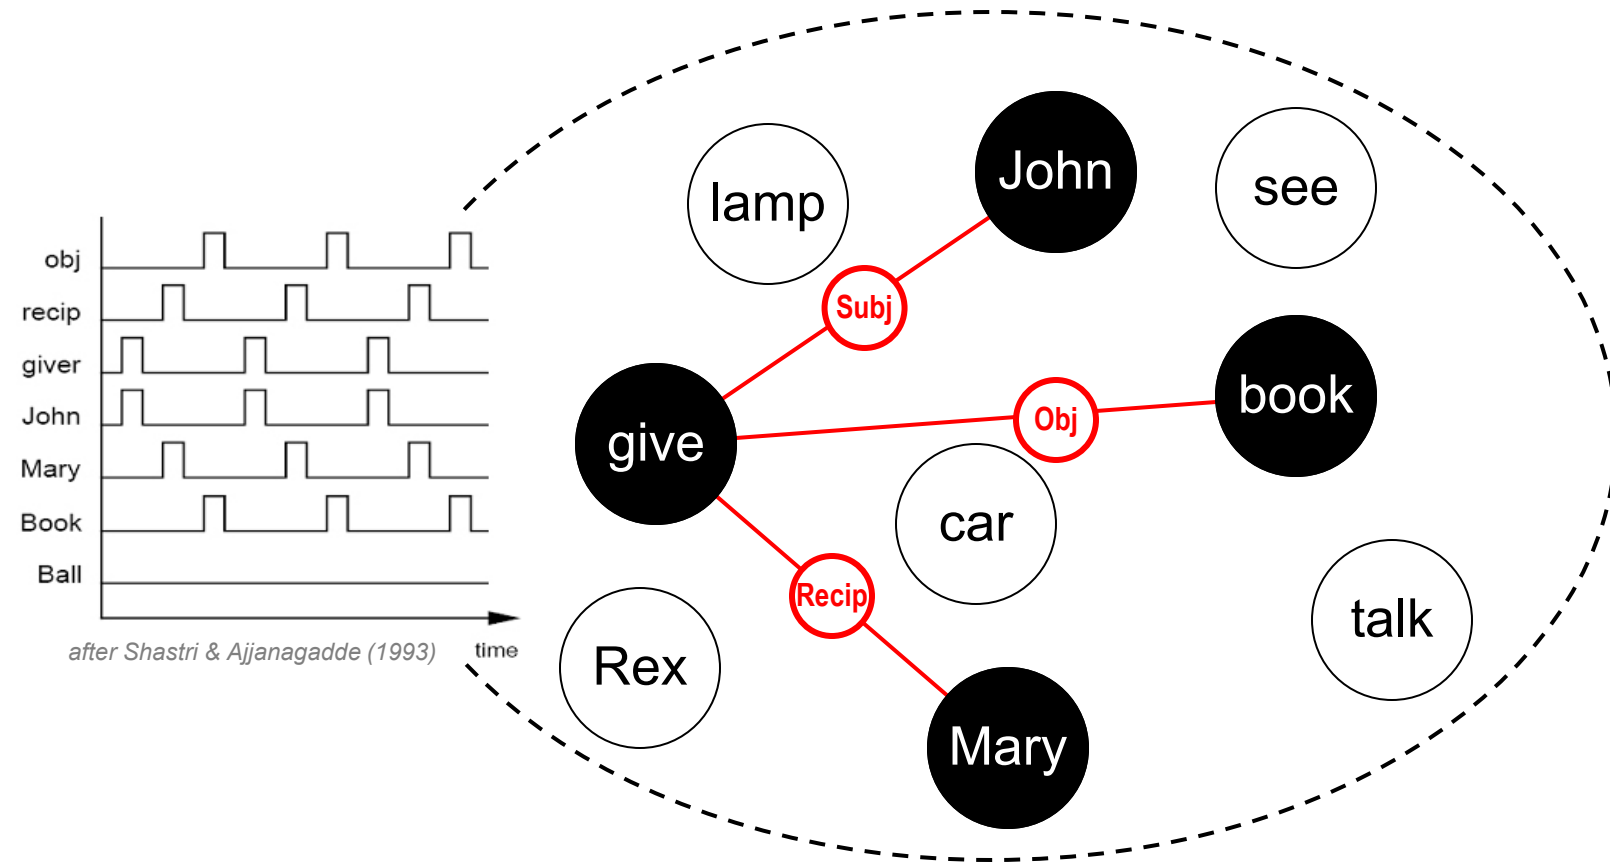 obj
recip
giver
John
Mary
Book
Ball
time
after Shastri & Ajjanagadde (1993)
lamp
John
see
Subj
give
Obj
book
car
Recip
Rex
talk
Mary